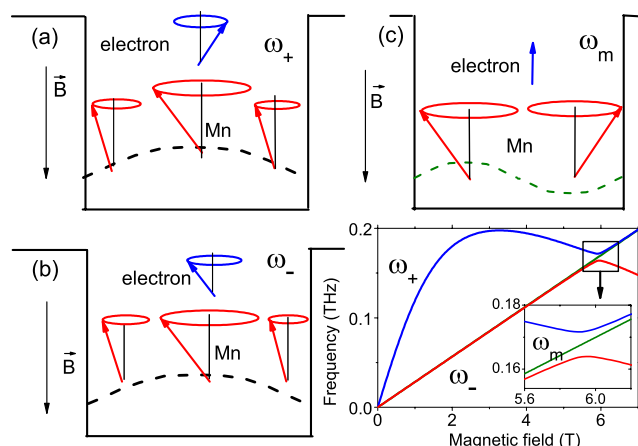 (a)
electron
ω+
B
Mn
(c)
ωm
electron
B
Mn
(b)
ω-
electron
B
Mn
0.2
0.1
0.0
Frequency (THz)
ω+
ω-
0.18
0.16
ωm
5.6
6.0
0
2
4
6
Magnetic field (T)